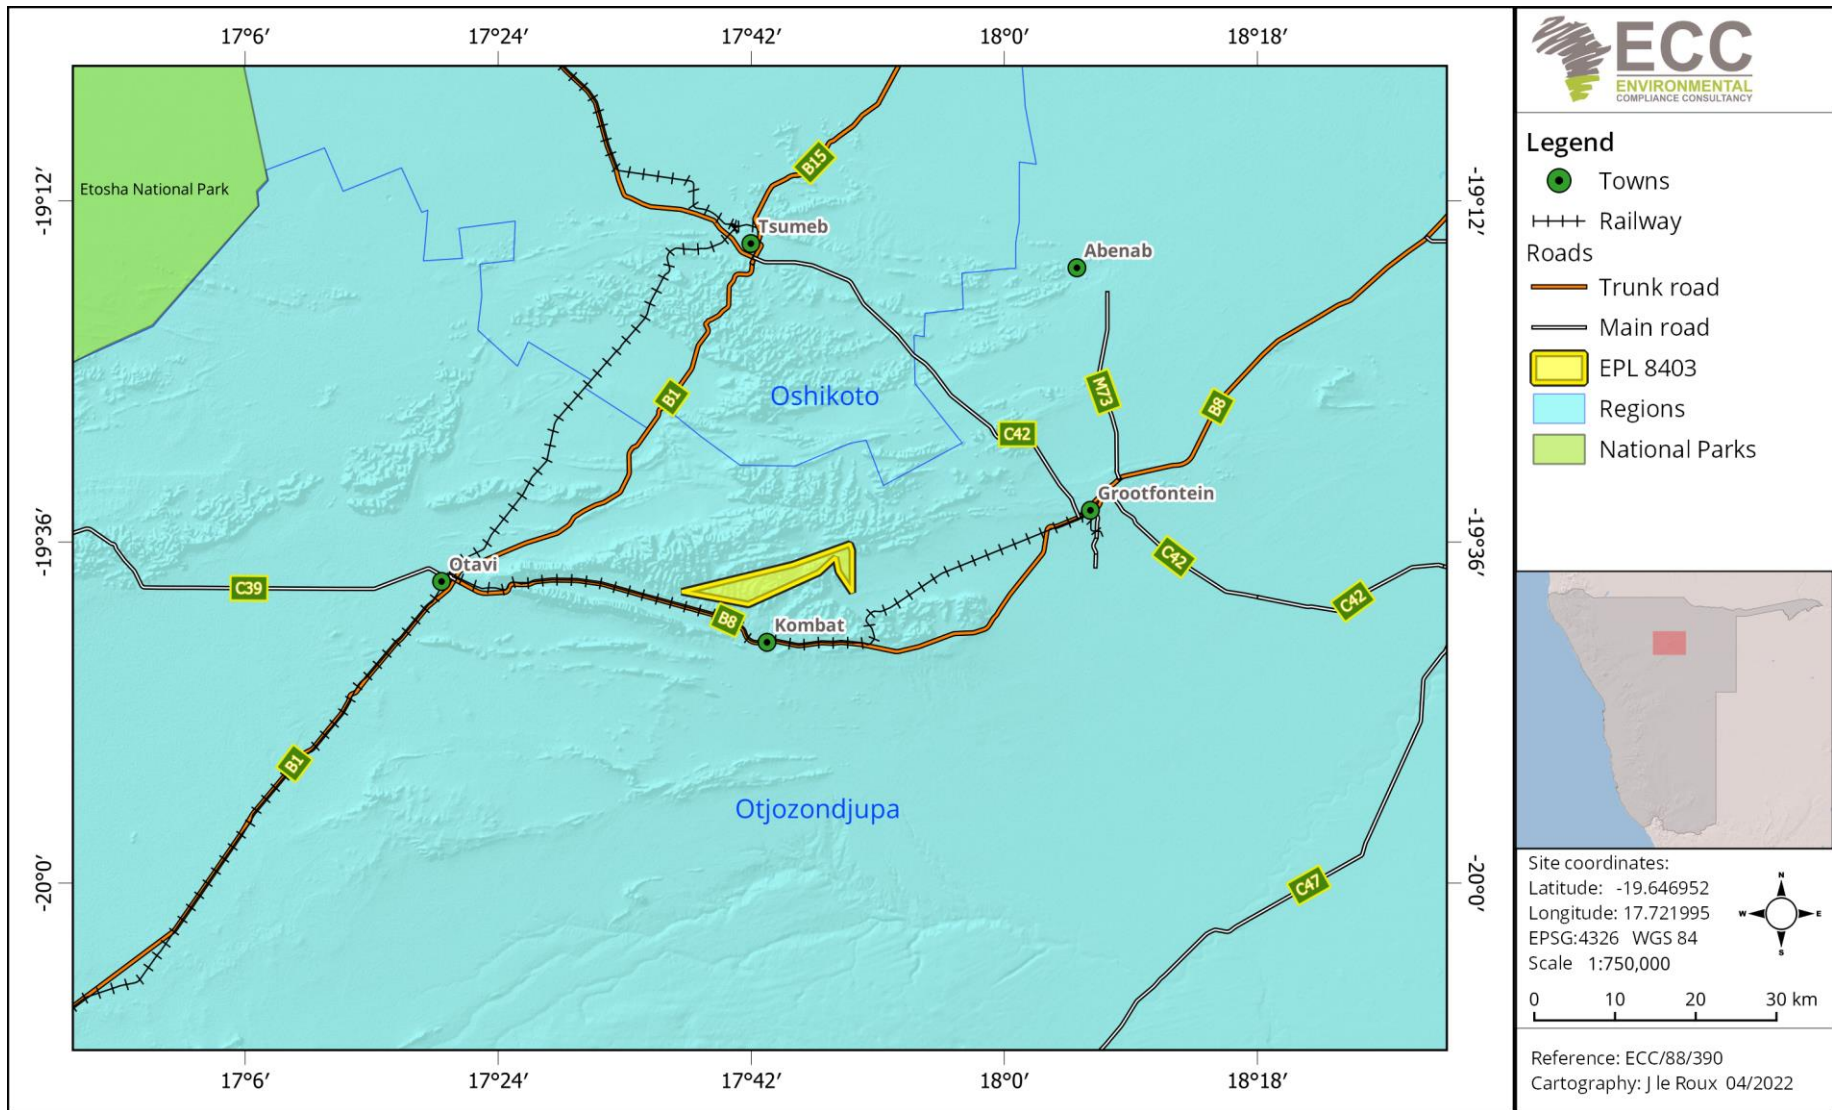 17°6′
17°24′
17°42′
18°0′
18°18′
-19°12′
-19°36′
-20°0′
-19°12′
-19°36′
-20°0′
Etosha National Park
B15
Tsumeb
Abenab
B1
Oshikoto
M73
B8
C42
Grootfontein
Otavi
C39
C42
C42
B8
Kombat
B1
Otjozondjupa
C47
17°6′
17°24′
17°42′
18°0′
18°18′
ECC
ENVIRONMENTAL
COMPLIANCE CONSULTANCY
Legend
Towns
Railway
Roads
Trunk road
Main road
EPL 8403
Regions
National Parks
Site coordinates:
Latitude: -19.646952
Longitude: 17.721995
EPSG:4326 WGS 84
Scale 1:750,000
N
W
E
S
0 10 20 30 km
Reference: ECC/88/390
Cartography: J le Roux 04/2022